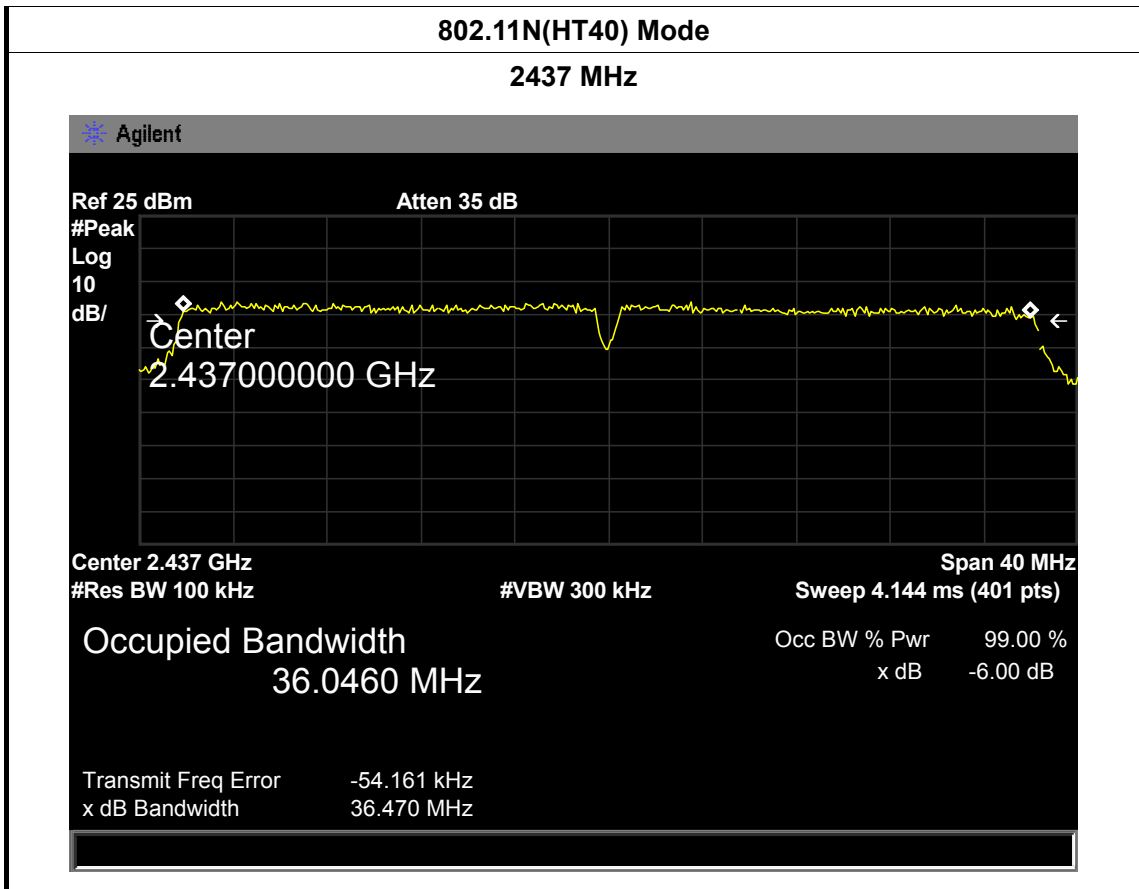 802.11N(HT40) Mode
2437 MHz
Agilent
Ref 25 dBm Atten 35 dB
#Peak
Log
10
dB/
Center
2.437000000 GHz
Center 2.437 GHz Span 40 MHz
#Res BW 100 kHz #VBW 300 kHz Sweep 4.144 ms (401 pts)
Occupied Bandwidth Occ BW % Pwr 99.00 %
36.0460 MHz x dB -6.00 dB
Transmit Freq Error -54.161 kHz
x dB Bandwidth 36.470 MHz